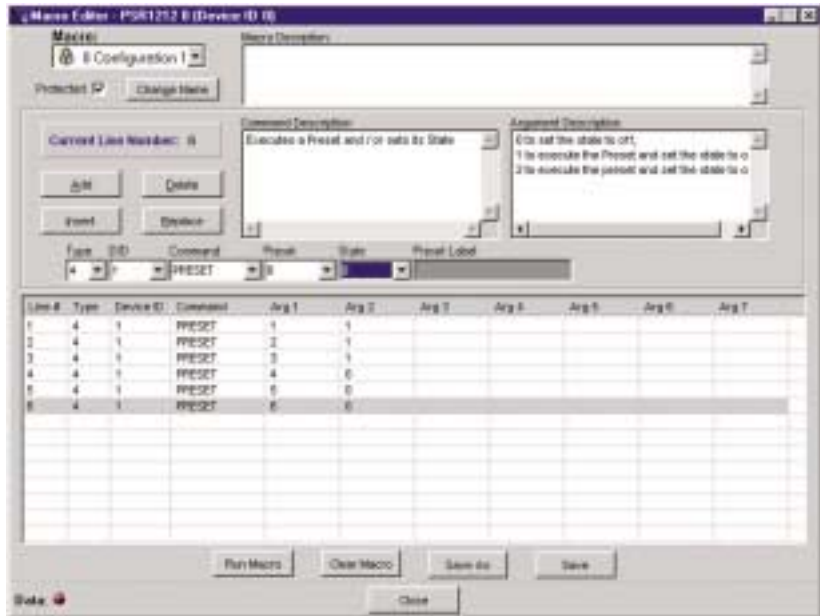 Macro Editor - PSR1212 8 (Device ID 8)
Macro:
Macro Description
8 Configuration 1
Protected
Change Name
Current Line Number: 6
Command Description
Executes a Preset and / or sets its State
Argument Description
0 to set the state to off,
1 to execute the Preset and set the state to o
2 to execute the preset and set the state to o
Add
Delete
Insert
Replace
Type DID Command Preset State Preset Label
4 1 PRESET
Line # Type Device ID Command Arg 1 Arg 2 Arg 3 Arg 4 Arg 5 Arg 6 Arg 7
1 4 1 PRESET 1 1
2 4 1 PRESET 2 1
3 4 1 PRESET 3 1
4 4 1 PRESET 4 0
5 4 1 PRESET 5 0
6 4 1 PRESET 6 0
Run Macro
Clear Macro
Save As
Save
Data:
Close